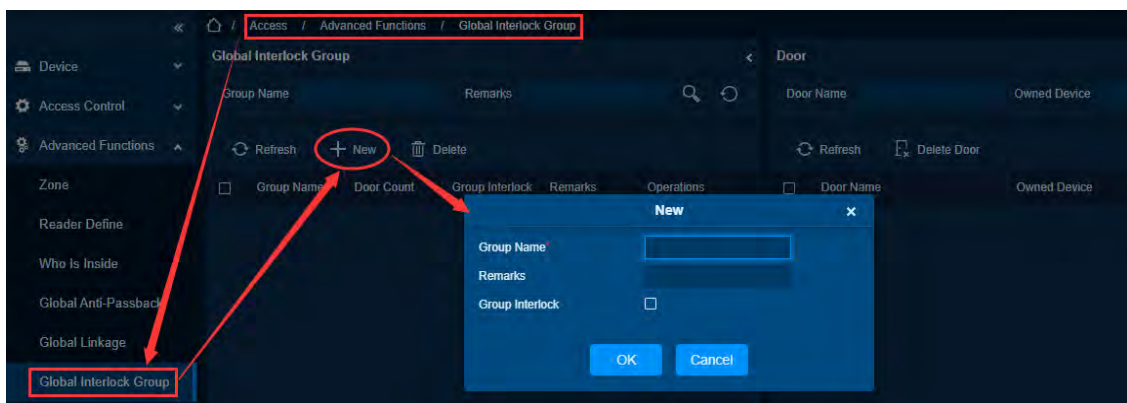 « / Access / Advanced Functions / Global Interlock Group
Device
Access Control
Advanced Functions
Zone
Reader Define
Who Is Inside
Global Anti-Passback
Global Linkage
Global Interlock Group
Global Interlock Group <
Group Name Remarks
Refresh New Delete
Group Name Door Count Group Interlock Remarks Operations
Door
Door Name Owned Device
Refresh Delete Door
Door Name Owned Device
New ×
Group Name*
Remarks
Group Interlock
OK Cancel